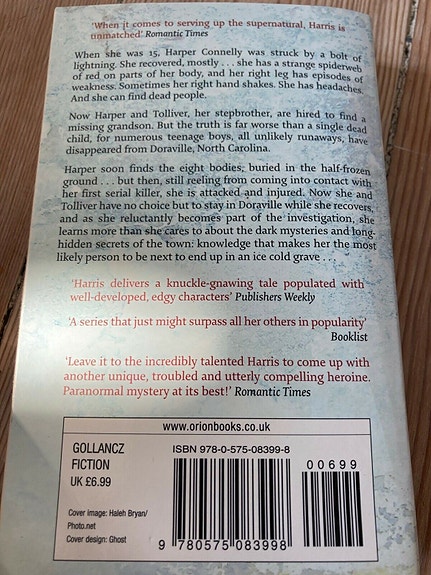 'When it comes to serving up the supernatural, Harris is
unmatched' Romantic Times
When she was 15, Harper Connelly was struck by a bolt of
lightning. She recovered, mostly . . . she has a strange spiderweb
of red on parts of her body, and her right leg has episodes of
weakness. Sometimes her right hand shakes. She has headaches.
And she can find dead people.
Now Harper and Tolliver, her stepbrother, are hired to find a
missing grandson. But the truth is far worse than a single dead
child, for numerous teenage boys, all unlikely runaways, have
disappeared from Doraville, North Carolina.
Harper soon finds the eight bodies, buried in the half-frozen
ground . . . but then, still reeling from coming into contact with
her first serial killer, she is attacked and injured. Now she and
Tolliver have no choice but to stay in Doraville while she recovers,
and as she reluctantly becomes part of the investigation, she
learns more than she cares to about the dark mysteries and long-
hidden secrets of the town: knowledge that makes her the most
likely person to be next to end up in an ice cold grave . . .
'Harris delivers a knuckle-gnawing tale populated with
well-developed, edgy characters' Publishers Weekly
'A series that just might surpass all her others in popularity'
Booklist
'Leave it to the incredibly talented Harris to come up with
another unique, troubled and utterly compelling heroine.
Paranormal mystery at its best!' Romantic Times
www.orionbooks.co.uk
GOLLANCZ
FICTION
UK £6.99
Cover image: Haleh Bryan/
Photo.net
Cover design: Ghost
ISBN 978-0-575-08399-8
00699
9 780575 083998